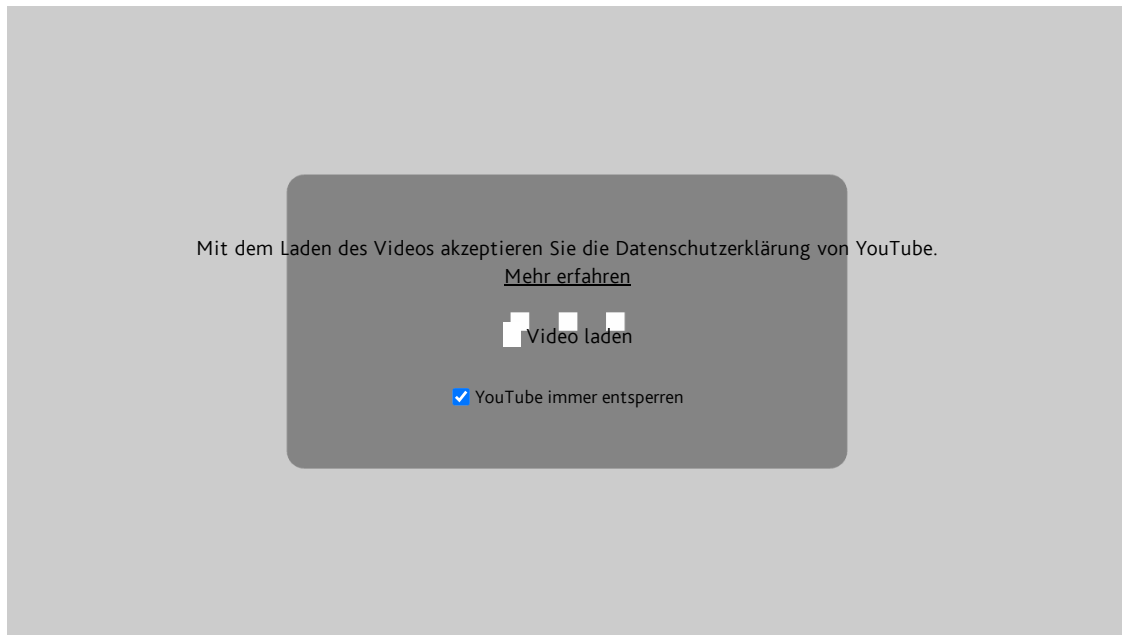 Mit dem Laden des Videos akzeptieren Sie die Datenschutzerklärung von YouTube.
Mehr erfahren
Video laden
YouTube immer entsperren